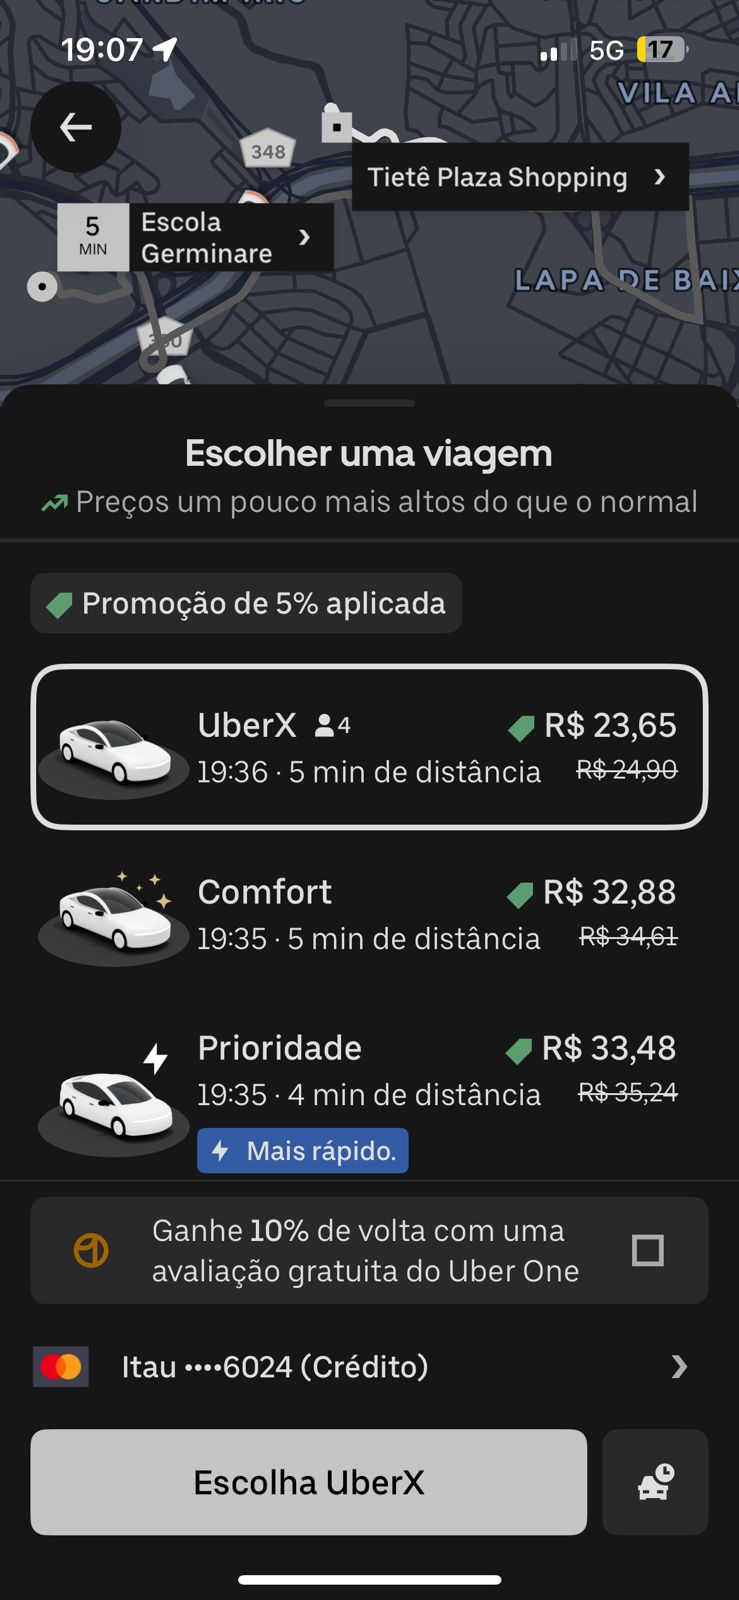 19:07
5G
17
VILA A
348
Tietê Plaza Shopping
5
MIN
Escola
Germinare
LAPA DE BAIX
Escolher uma viagem
Preços um pouco mais altos do que o normal
Promoção de 5% aplicada
UberX 4
R$ 23,65
19:36 · 5 min de distância
R$ 24,90
Comfort
R$ 32,88
19:35 · 5 min de distância
R$ 34,61
Prioridade
R$ 33,48
19:35 · 4 min de distância
R$ 35,24
Mais rápido.
Ganhe 10% de volta com uma
avaliação gratuita do Uber One
Itau ••••6024 (Crédito)
Escolha UberX